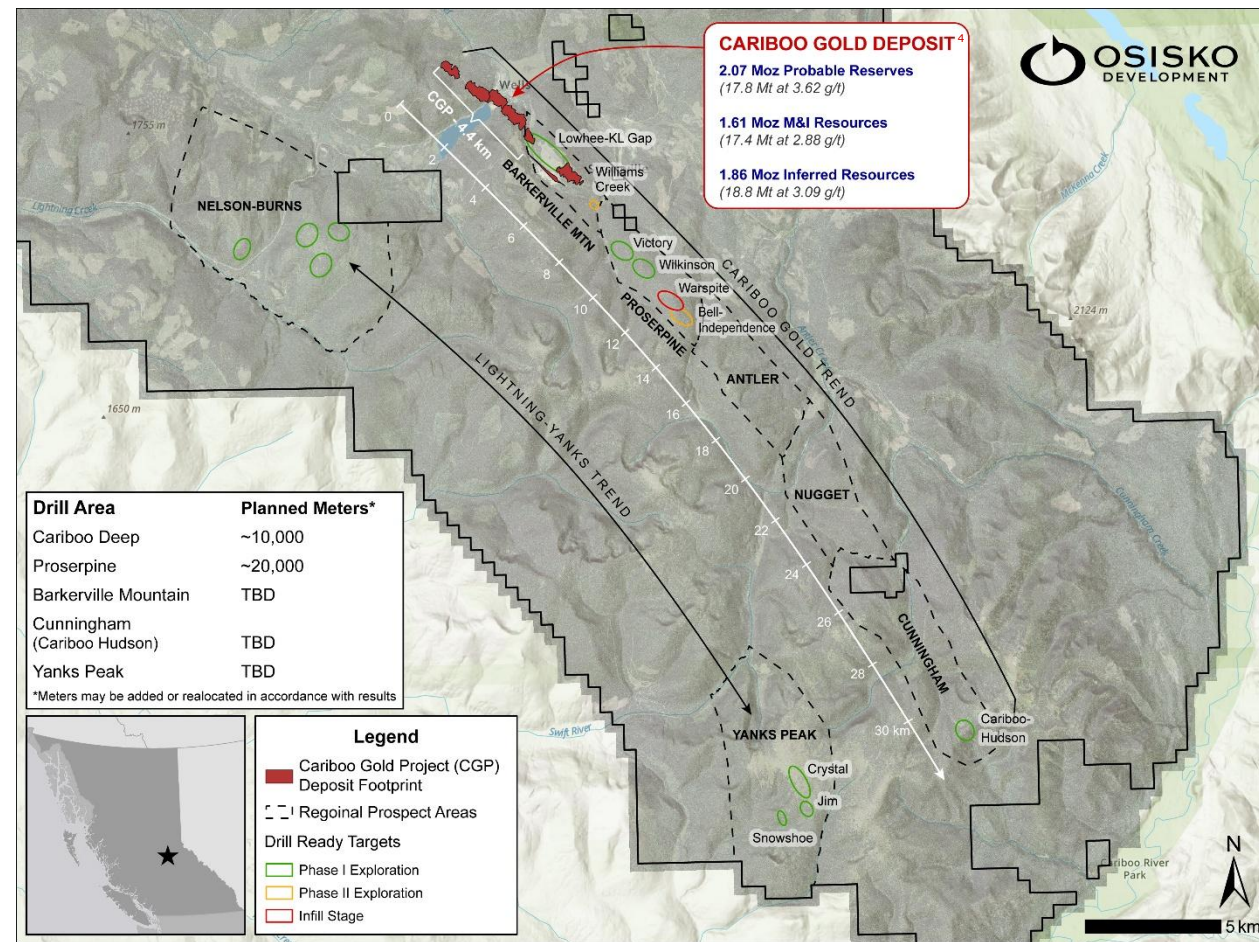 CARIBOO GOLD DEPOSIT⁴
2.07 Moz Probable Reserves
(17.8 Mt at 3.62 g/t)
1.61 Moz M&I Resources
(17.4 Mt at 2.88 g/t)
1.86 Moz Inferred Resources
(18.8 Mt at 3.09 g/t)
OSISKO
DEVELOPMENT
Wells
CGP - 4.4 km
Lowhee-KL Gap
Williams
Creek
BARKERVILLE MTN
Victory
Wilkinson
Warspite
Bell-
Independence
PROSERPINE
ANTLER
NUGGET
CUNNINGHAM
Cariboo-
Hudson
CARIBOO GOLD TREND
0
2
4
6
8
10
12
14
16
18
20
22
24
26
28
30 km
1755 m
NELSON-BURNS
Lightning Creek
1650 m
LIGHTNING-YANKS TREND
McKenna Creek
2124 m
Antler Creek
Cunningham Creek
Swift River
YANKS PEAK
Crystal
Jim
Snowshoe
Cariboo River
Park
Drill Area Planned Meters*
Cariboo Deep ~10,000
Proserpine ~20,000
Barkerville Mountain TBD
Cunningham
(Cariboo Hudson) TBD
Yanks Peak TBD
*Meters may be added or realocated in accordance with results
Legend
Cariboo Gold Project (CGP)
Deposit Footprint
Regoinal Prospect Areas
Drill Ready Targets
Phase I Exploration
Phase II Exploration
Infill Stage
N
5 km